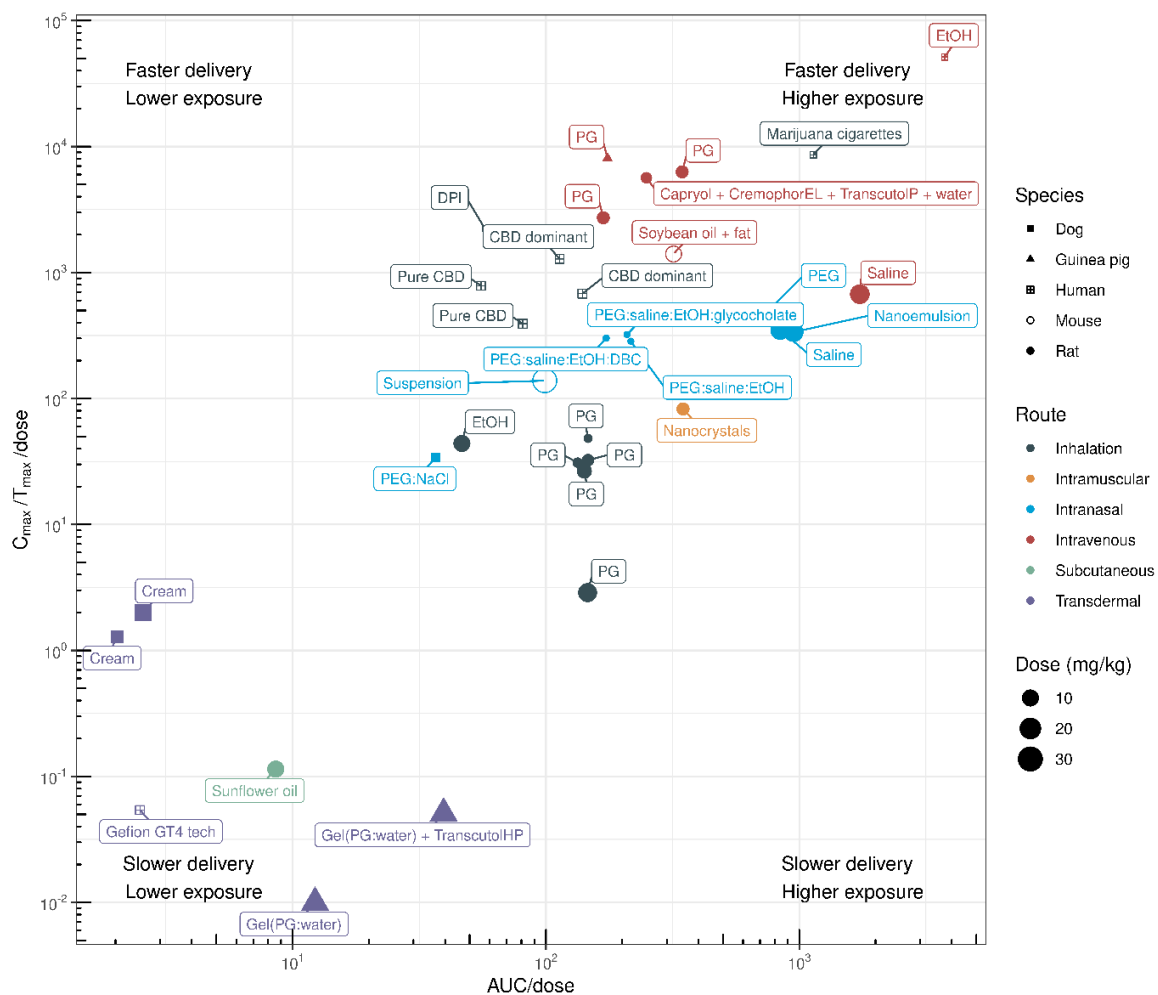 10⁵
10⁴
10³
10²
10¹
10⁰
10⁻¹
10⁻²
Cmax /Tmax /dose
Faster delivery
Lower exposure
Faster delivery
Higher exposure
EtOH
Marijuana cigarettes
PG
PG
Capryol + CremophorEL + TranscutolP + water
DPI
PG
CBD dominant
Soybean oil + fat
Pure CBD
CBD dominant
PEG
Saline
Pure CBD
PEG:saline:EtOH:glycocholate
Nanoemulsion
PEG:saline:EtOH:DBC
Saline
Suspension
PEG:saline:EtOH
EtOH
PG
Nanocrystals
PG
PG
PEG:NaCl
PG
PG
Cream
Cream
Sunflower oil
Gefion GT4 tech
Gel(PG:water) + TranscutolHP
Slower delivery
Lower exposure
Slower delivery
Higher exposure
Gel(PG:water)
10¹
10²
10³
AUC/dose
Species
Dog
Guinea pig
Human
Mouse
Rat
Route
Inhalation
Intramuscular
Intranasal
Intravenous
Subcutaneous
Transdermal
Dose (mg/kg)
10
20
30